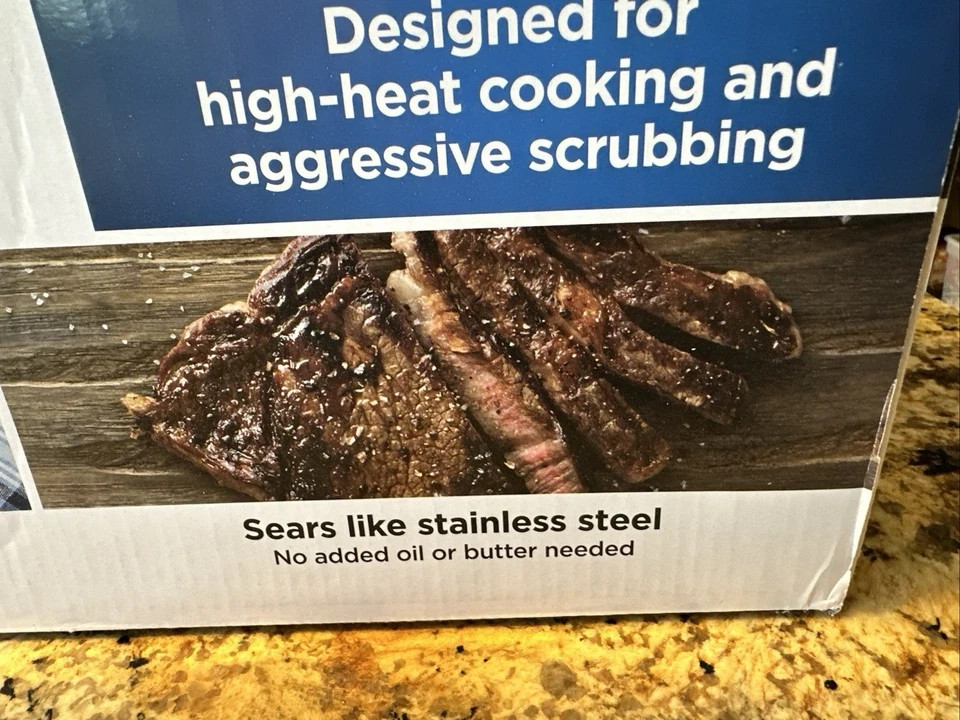 Designed for
high-heat cooking and
aggressive scrubbing
Sears like stainless steel
No added oil or butter needed